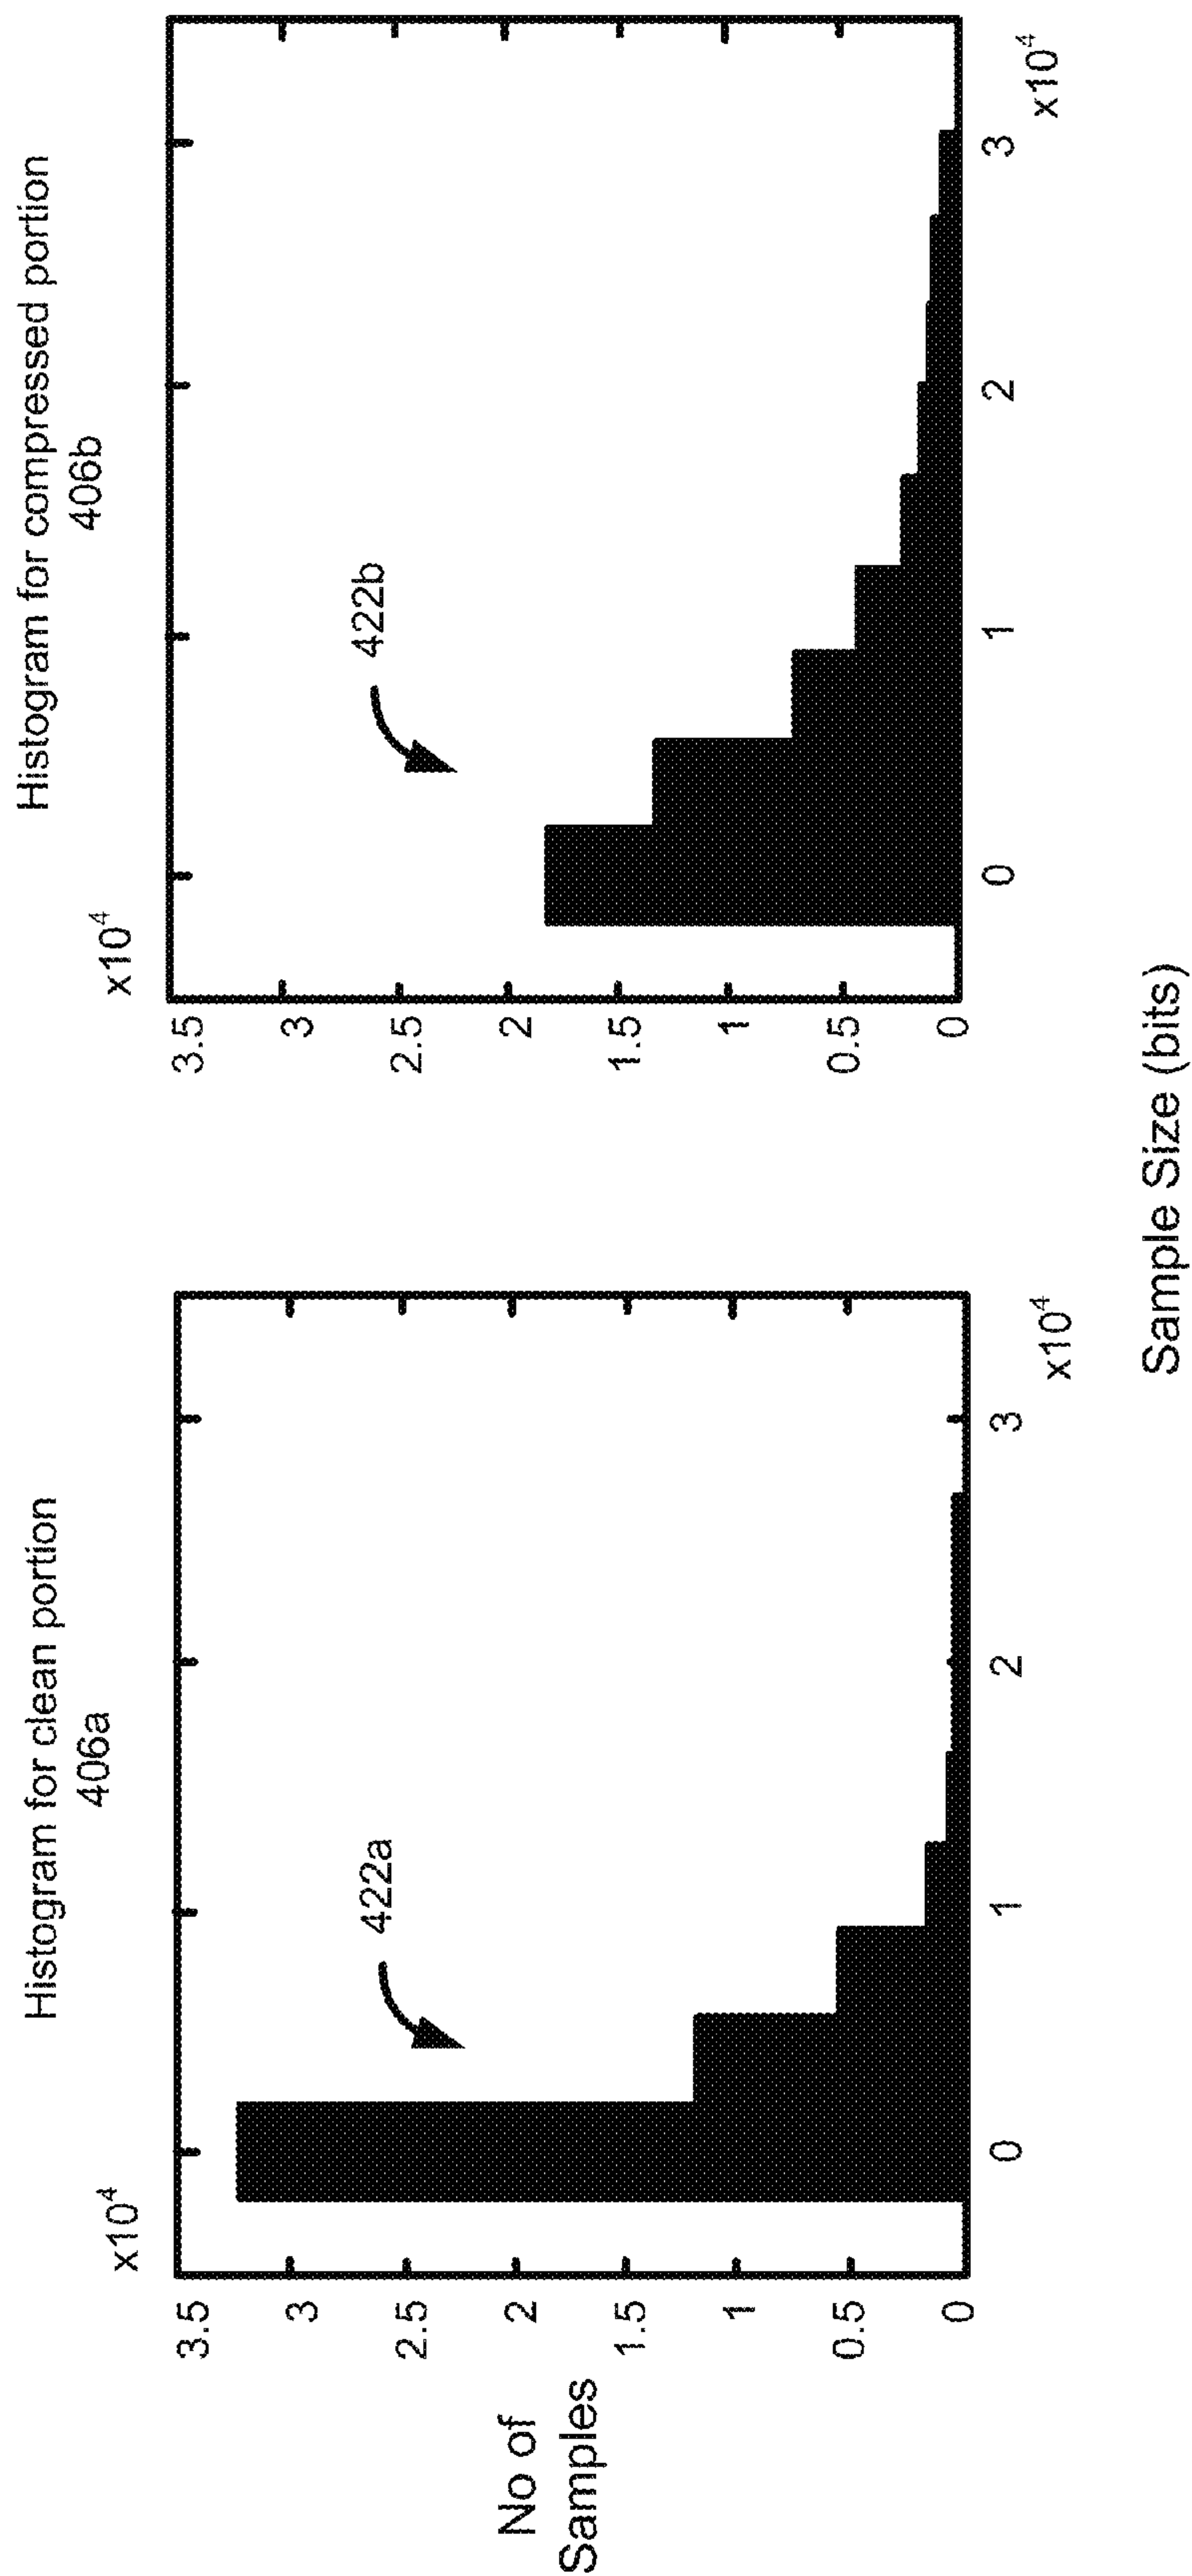 Histogram for clean portion
406a
x10⁴
3.5
3
2.5
2
1.5
1
0.5
0
No of
Samples
422a
0
1
2
3
x10⁴
Histogram for compressed portion
406b
x10⁴
3.5
3
2.5
2
1.5
1
0.5
0
422b
0
1
2
3
x10⁴
Sample Size (bits)